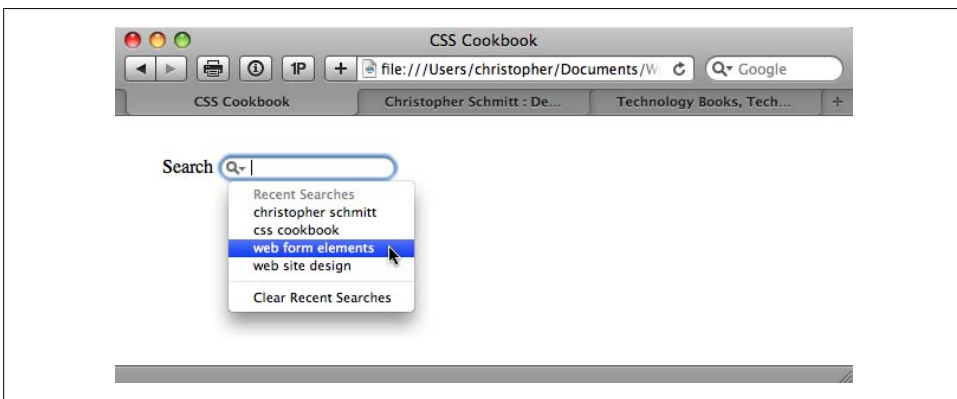 CSS Cookbook
1P + file:///Users/christopher/Documents/W Google
CSS Cookbook Christopher Schmitt : De... Technology Books, Tech... +
Search
Recent Searches
christopher schmitt
css cookbook
web form elements
web site design
Clear Recent Searches